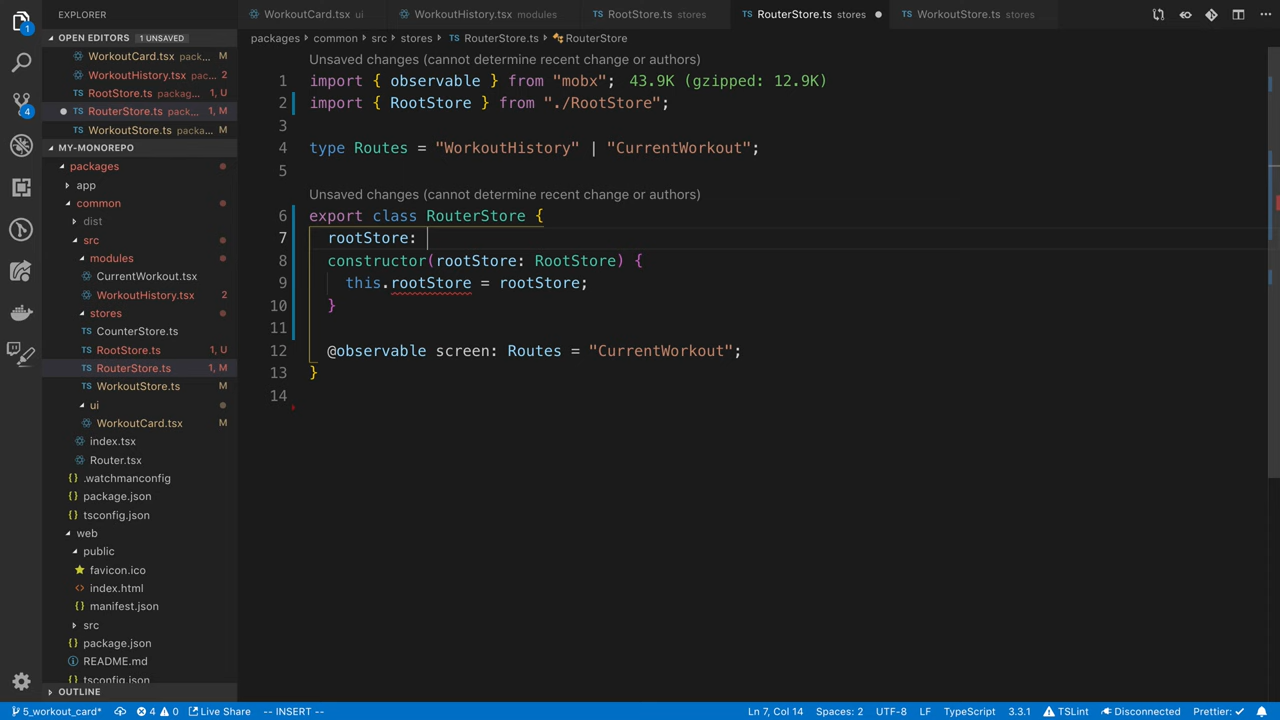 EXPLORER
OPEN EDITORS 1 UNSAVED
WorkoutCard.tsx pack... M
WorkoutHistory.tsx pac... 2
RootStore.ts packag... 1, U
RouterStore.ts pack... 1, M
WorkoutStore.ts packa... M
MY-MONOREPO
packages
app
common
dist
src
modules
CurrentWorkout.tsx
WorkoutHistory.tsx 2
stores
CounterStore.ts
RootStore.ts 1, U
RouterStore.ts 1, M
WorkoutStore.ts M
ui
WorkoutCard.tsx M
index.tsx
Router.tsx
.watchmanconfig
package.json
tsconfig.json
web
public
favicon.ico
index.html
manifest.json
src
package.json
README.md
tsconfig.json
OUTLINE
WorkoutCard.tsx ui
WorkoutHistory.tsx modules
TS RootStore.ts stores
TS RouterStore.ts stores
TS WorkoutStore.ts stores
packages › common › src › stores › TS RouterStore.ts › RouterStore
Unsaved changes (cannot determine recent change or authors)
1 import { observable } from "mobx"; 43.9K (gzipped: 12.9K)
2 import { RootStore } from "./RootStore";
3
4 type Routes = "WorkoutHistory" | "CurrentWorkout";
5
Unsaved changes (cannot determine recent change or authors)
6 export class RouterStore {
7 rootStore:
8 constructor(rootStore: RootStore) {
9 this.rootStore = rootStore;
10 }
11
12 @observable screen: Routes = "CurrentWorkout";
13 }
14
5_workout_card* 4 0 Live Share -- INSERT -- Ln 7, Col 14 Spaces: 2 UTF-8 LF TypeScript 3.3.1 TSLint Disconnected Prettier: ✓